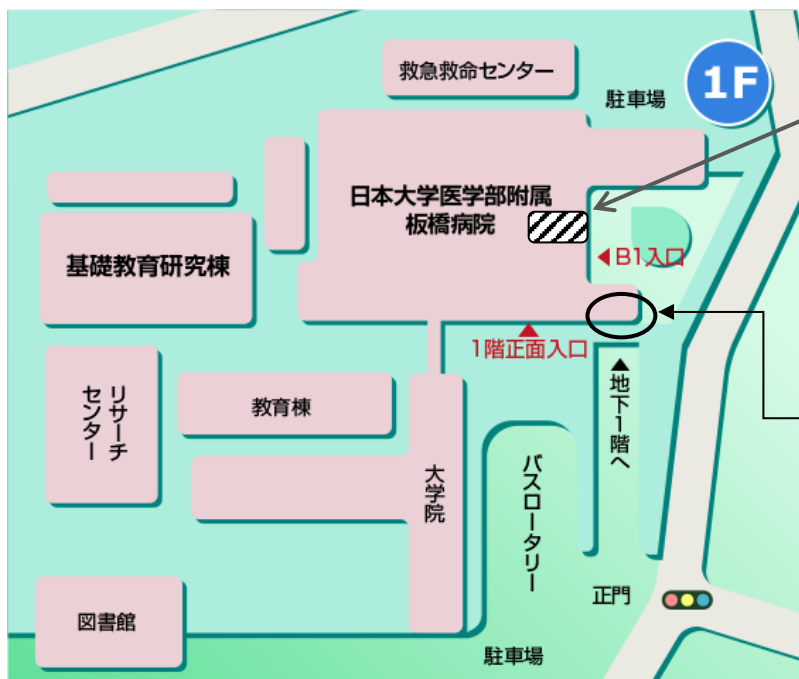 救急救命センター
駐車場
1F
日本大学医学部附属
板橋病院
基礎教育研究棟
◀B1入口
▲
1階正面入口
リサーチ
センター
教育棟
大学院
バスロータリー
▲地下1階へ
正門
図書館
駐車場